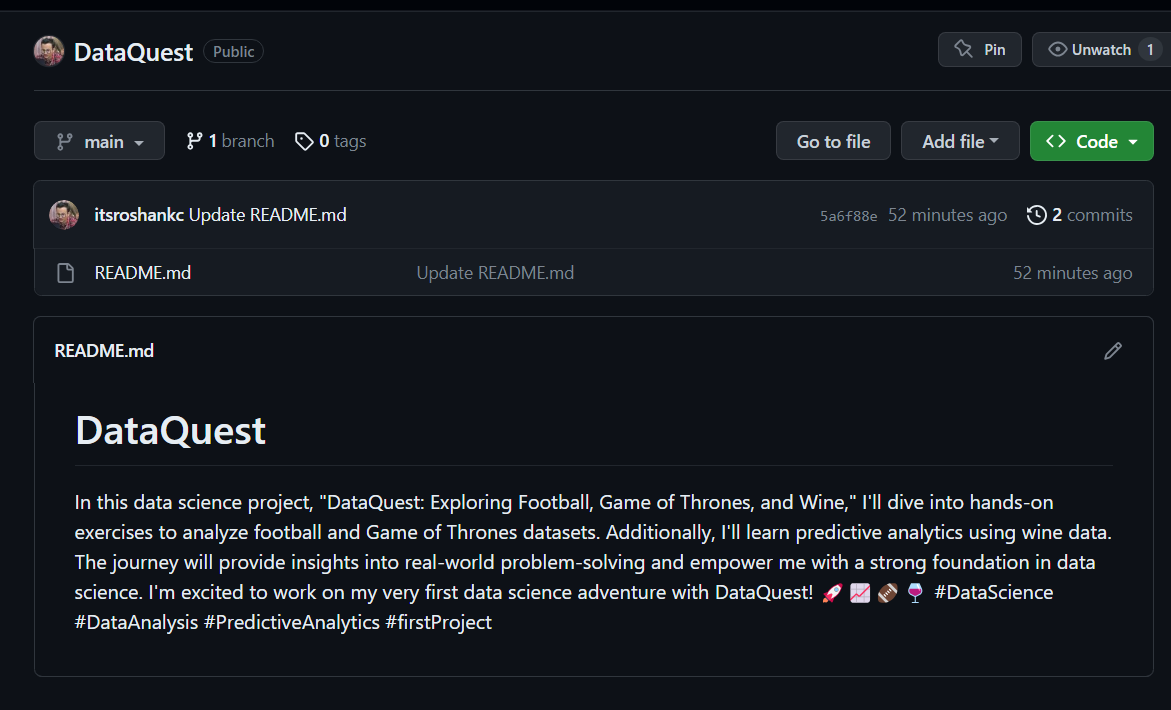 DataQuest Public Pin Unwatch 1
main 1 branch 0 tags Go to file Add file Code
itsroshankc Update README.md 5a6f88e 52 minutes ago 2 commits
README.md Update README.md 52 minutes ago
README.md
DataQuest
In this data science project, "DataQuest: Exploring Football, Game of Thrones, and Wine," I'll dive into hands-on
exercises to analyze football and Game of Thrones datasets. Additionally, I'll learn predictive analytics using wine data.
The journey will provide insights into real-world problem-solving and empower me with a strong foundation in data
science. I'm excited to work on my very first data science adventure with DataQuest! 🚀 📈 🏈 🍷 #DataScience
#DataAnalysis #PredictiveAnalytics #firstProject